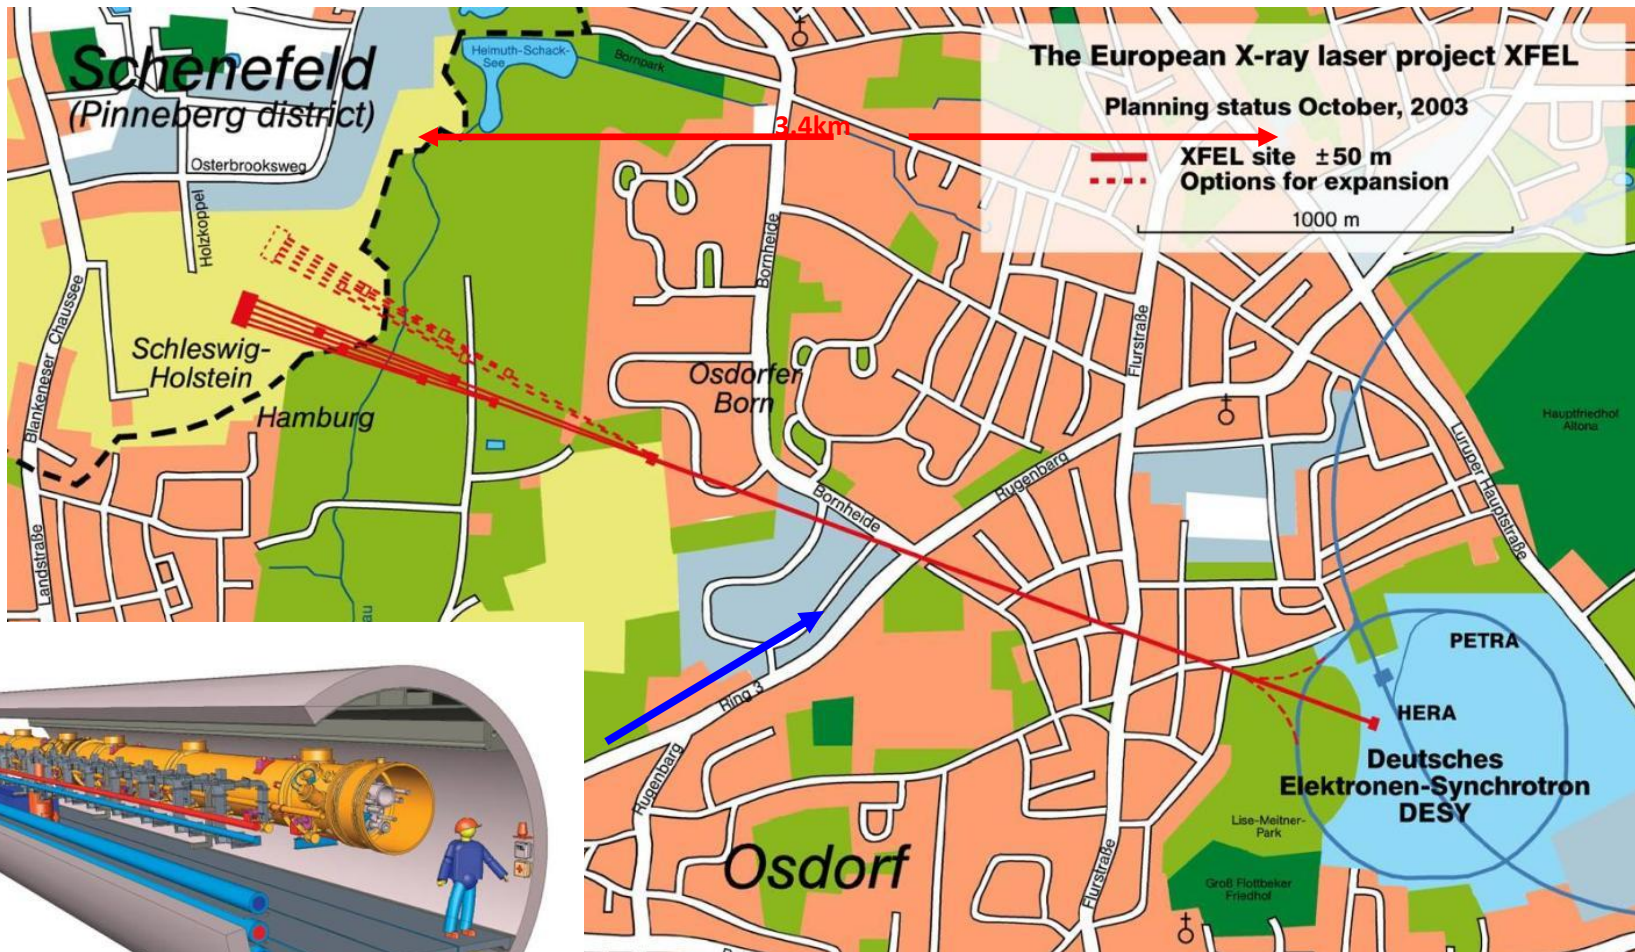 Schenefeld
(Pinneberg district)
Helmuth-Schack-
See
Bornpark
The European X-ray laser project XFEL
Planning status October, 2003
3.4km
XFEL site ±50 m
Options for expansion
1000 m
Osterbrooksweg
Holzkoppel
Bornheide
Blankeneser Chaussee
Flurstraße
Schleswig-
Holstein
Hamburg
Osdorfer
Born
Hauptfriedhof
Altona
Luruper Hauptstraße
Rugenbarg
Bornheide
Landstraße
au
PETRA
HERA
Ring 3
Rugenbarg
Deutsches
Elektronen-Synchrotron
DESY
Lise-Meitner-
Park
Osdorf
Flurstraße
Groß Flottbeker
Friedhof